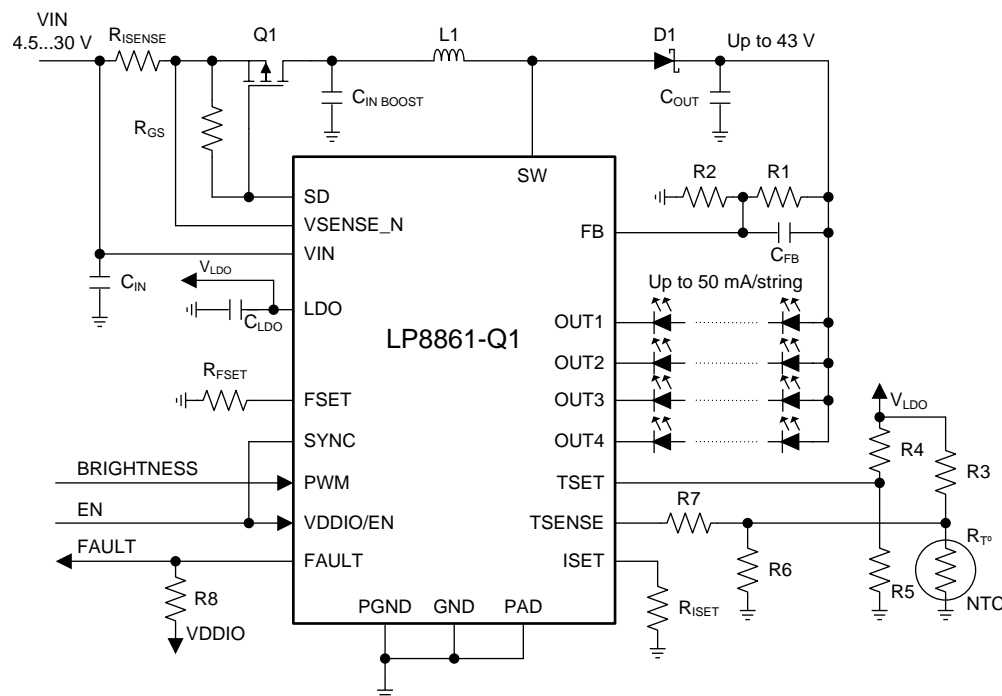 VIN
4.5...30 V
RISENSE
Q1
L1
D1
Up to 43 V
CIN BOOST
COUT
RGS
SW
R2
R1
SD
VSENSE_N
FB
VIN
CFB
CIN
VLDO
Up to 50 mA/string
LDO
CLDO
OUT1
LP8861-Q1
OUT2
RFSET
FSET
OUT3
VLDO
SYNC
OUT4
R4
R3
BRIGHTNESS
PWM
TSET
EN
VDDIO/EN
TSENSE
R7
RT°
FAULT
FAULT
ISET
R6
R5
R8
PGND
GND
PAD
RISET
NTC
VDDIO